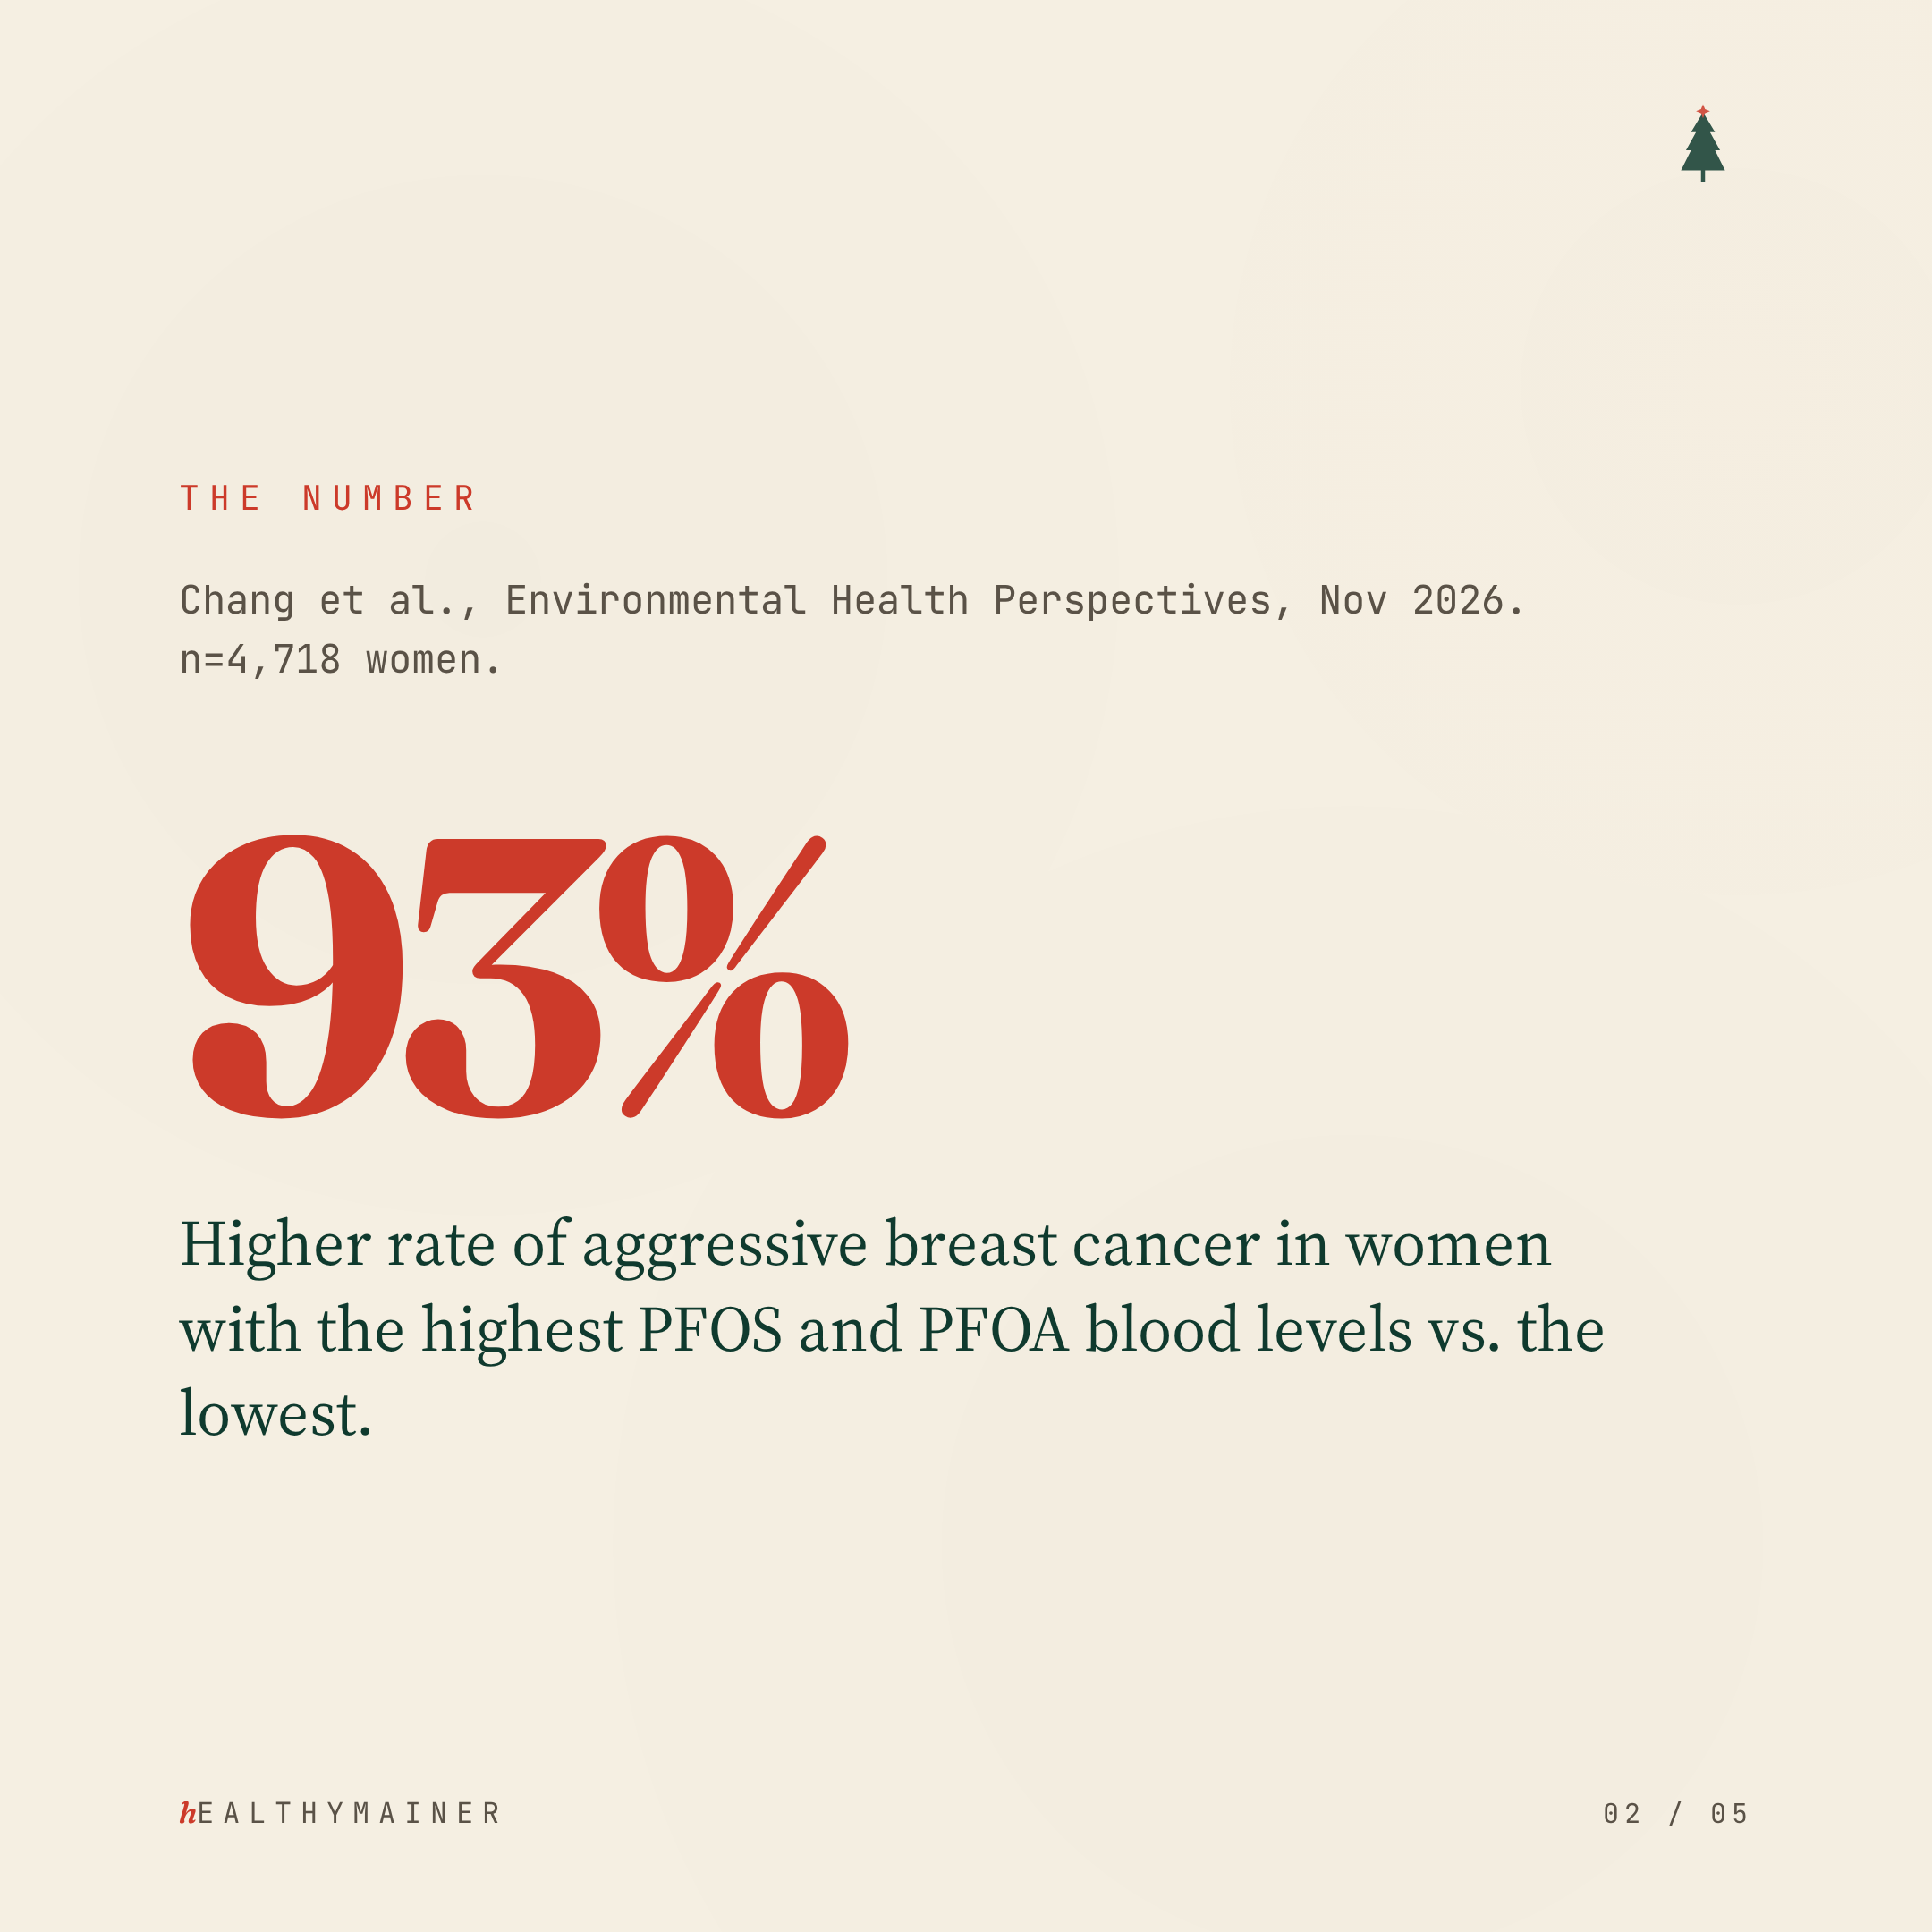 THE NUMBER
Chang et al., Environmental Health Perspectives, Nov 2026.
n=4,718 women.
93%
Higher rate of aggressive breast cancer in women
with the highest PFOS and PFOA blood levels vs. the
lowest.
hEALTHYMAINER
02 / 05